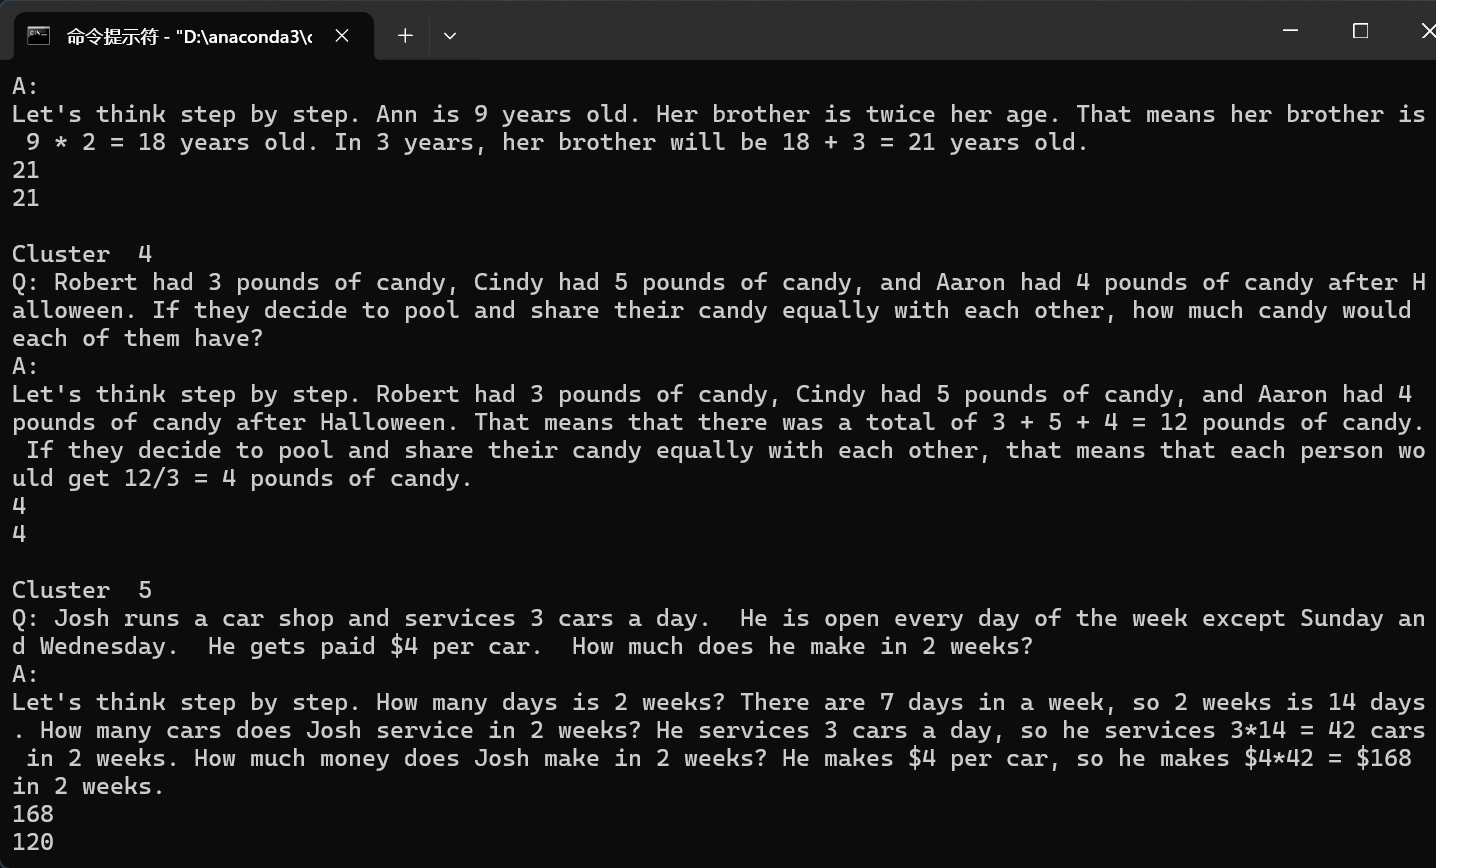 命令提示符 - "D:\anaconda3\c
A:
Let's think step by step. Ann is 9 years old. Her brother is twice her age. That means her brother is
 9 * 2 = 18 years old. In 3 years, her brother will be 18 + 3 = 21 years old.
21
21
Cluster  4
Q: Robert had 3 pounds of candy, Cindy had 5 pounds of candy, and Aaron had 4 pounds of candy after H
alloween. If they decide to pool and share their candy equally with each other, how much candy would
each of them have?
A:
Let's think step by step. Robert had 3 pounds of candy, Cindy had 5 pounds of candy, and Aaron had 4
pounds of candy after Halloween. That means that there was a total of 3 + 5 + 4 = 12 pounds of candy.
 If they decide to pool and share their candy equally with each other, that means that each person wo
uld get 12/3 = 4 pounds of candy.
4
4
Cluster  5
Q: Josh runs a car shop and services 3 cars a day.  He is open every day of the week except Sunday an
d Wednesday.  He gets paid $4 per car.  How much does he make in 2 weeks?
A:
Let's think step by step. How many days is 2 weeks? There are 7 days in a week, so 2 weeks is 14 days
. How many cars does Josh service in 2 weeks? He services 3 cars a day, so he services 3*14 = 42 cars
 in 2 weeks. How much money does Josh make in 2 weeks? He makes $4 per car, so he makes $4*42 = $168
in 2 weeks.
168
120